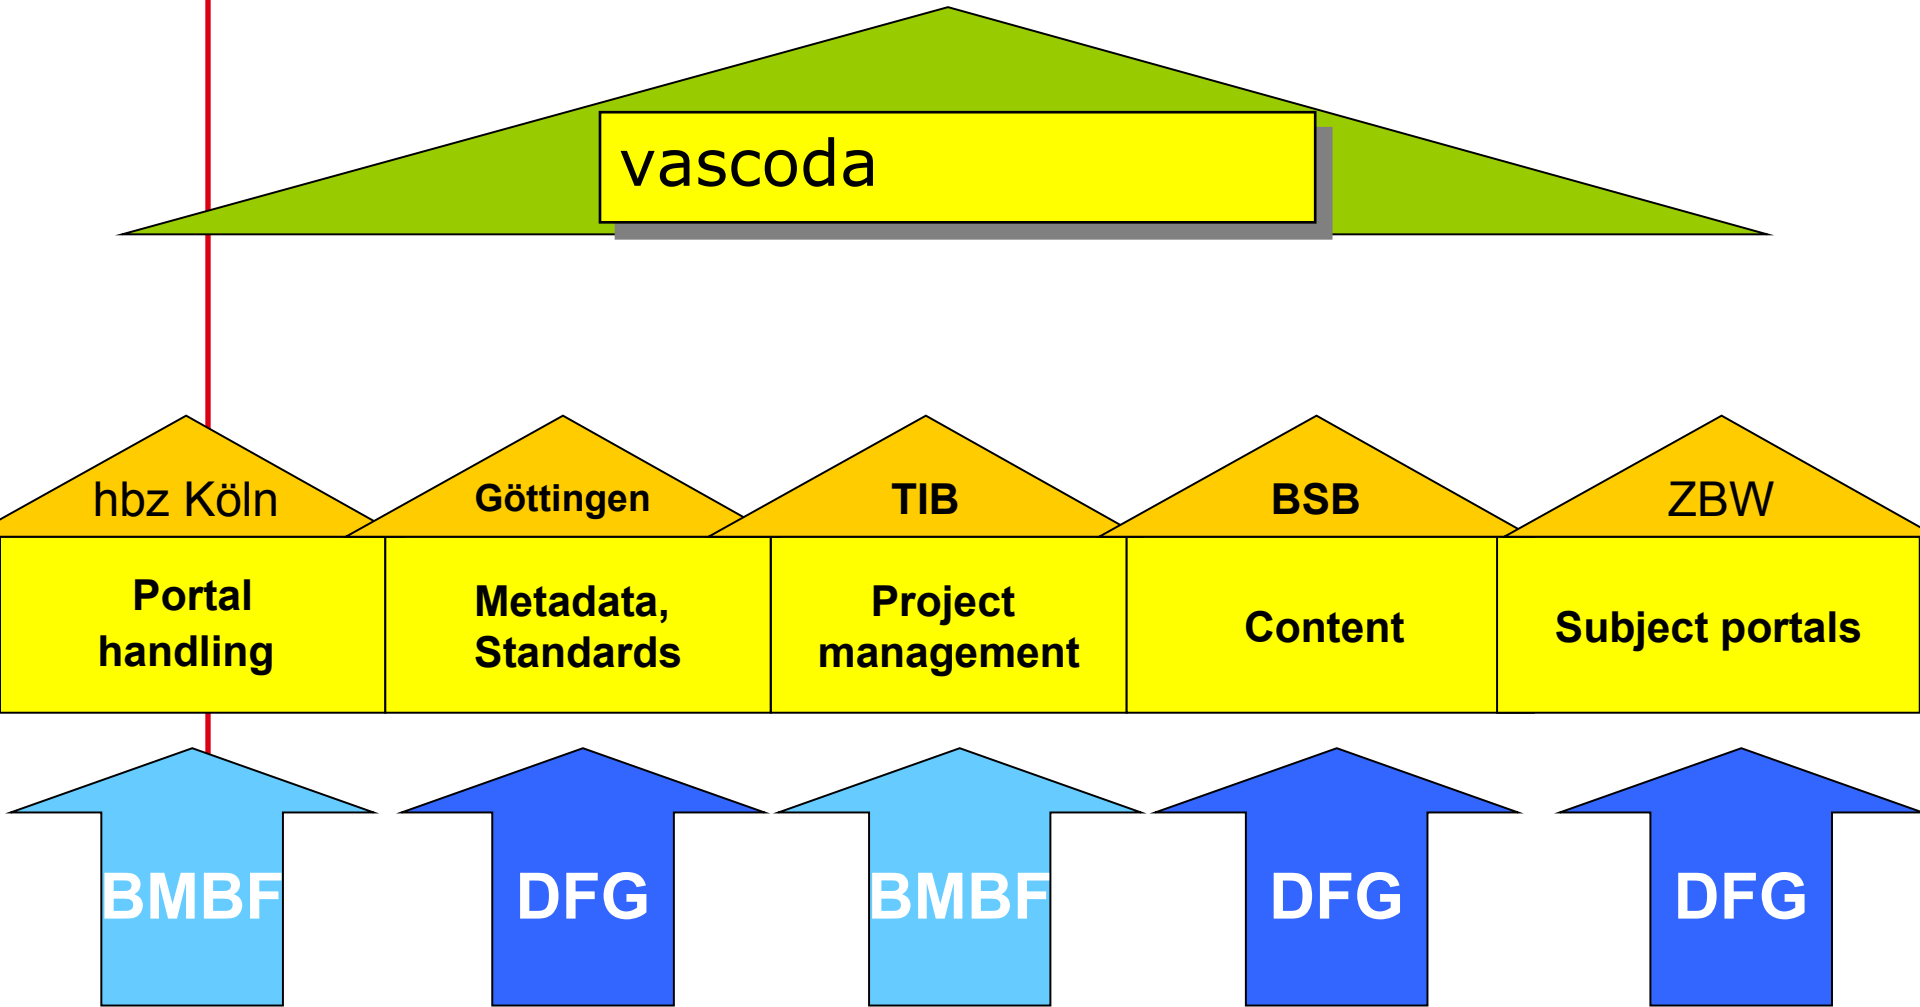 vascoda
hbz Köln
Göttingen
TIB
BSB
ZBW
Portal
handling
Metadata,
Standards
Project
management
Content
Subject portals
BMBF
DFG
BMBF
DFG
DFG